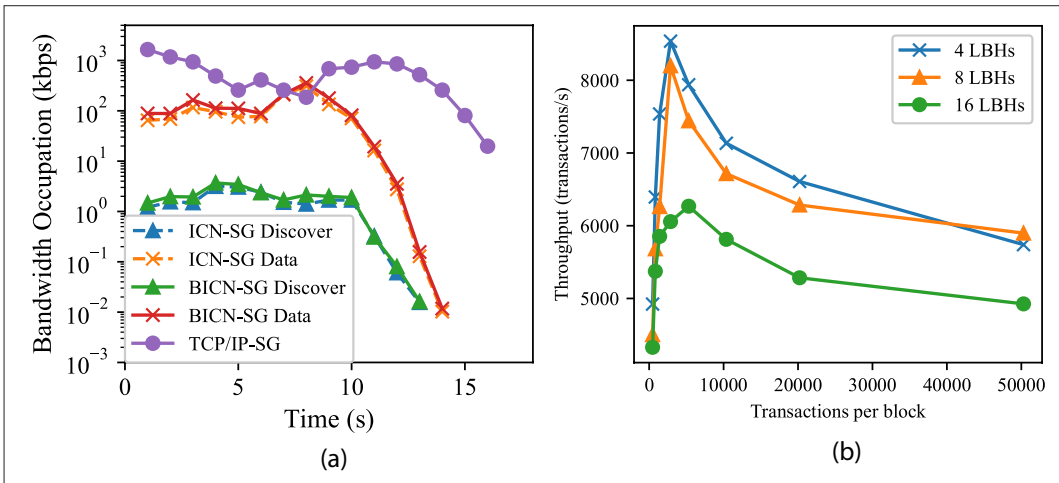 Bandwidth Occupation (kbps)
10³
10²
10¹
10⁰
10⁻¹
10⁻²
10⁻³
ICN-SG Discover
ICN-SG Data
BICN-SG Discover
BICN-SG Data
TCP/IP-SG
0 5 10 15
Time (s)
(a)
Throughput (transactions/s)
8000
7000
6000
5000
4 LBHs
8 LBHs
16 LBHs
0 10000 20000 30000 40000 50000
Transactions per block
(b)